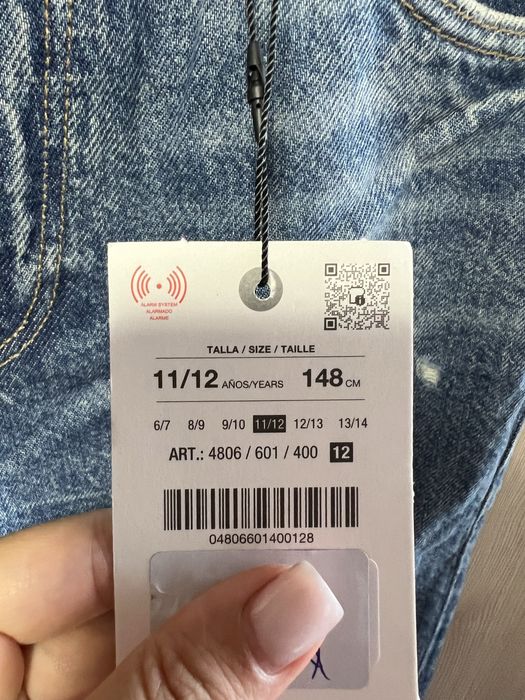 ALARM SYSTEM
ALARMADO
ALARME
TALLA / SIZE / TAILLE
11/12 AÑOS/YEARS 148 CM
6/7 8/9 9/10 11/12 12/13 13/14
ART.: 4806 / 601 / 400 12
04806601400128